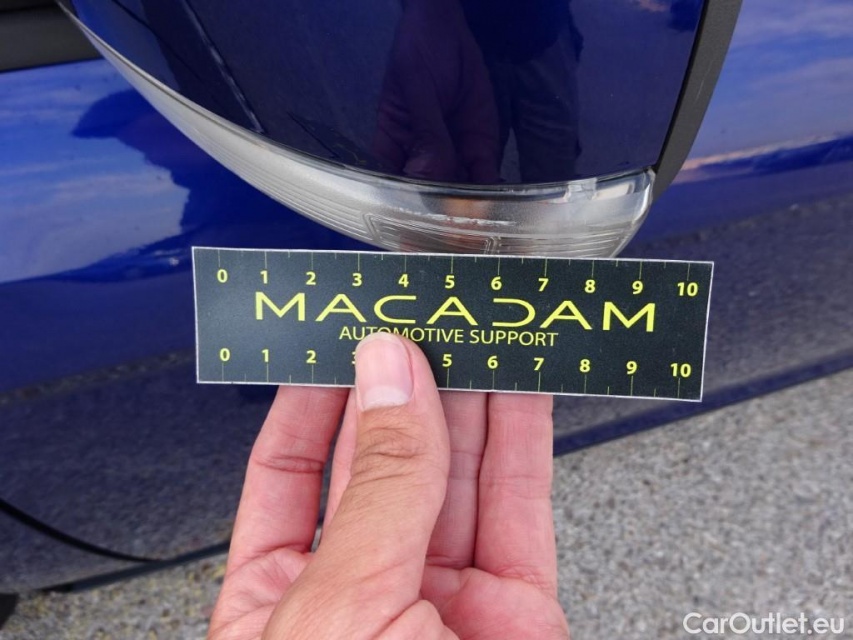 0 1 2 3 4 5 6 7 8 9 10
MACADAM
AUTOMOTIVE SUPPORT
0 1 2 3 5 6 7 8 9 10
CarOutlet.eu